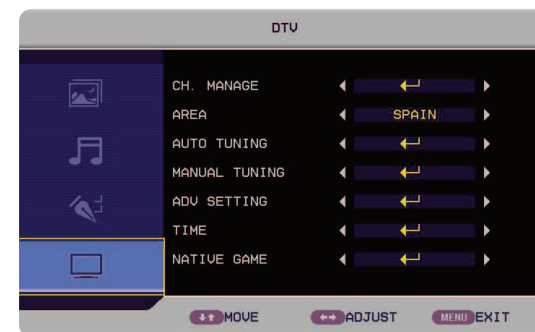 DTV
CH. MANAGE
AREA SPAIN
AUTO TUNING
MANUAL TUNING
ADV SETTING
TIME
NATIVE GAME
MOVE ADJUST MENU EXIT